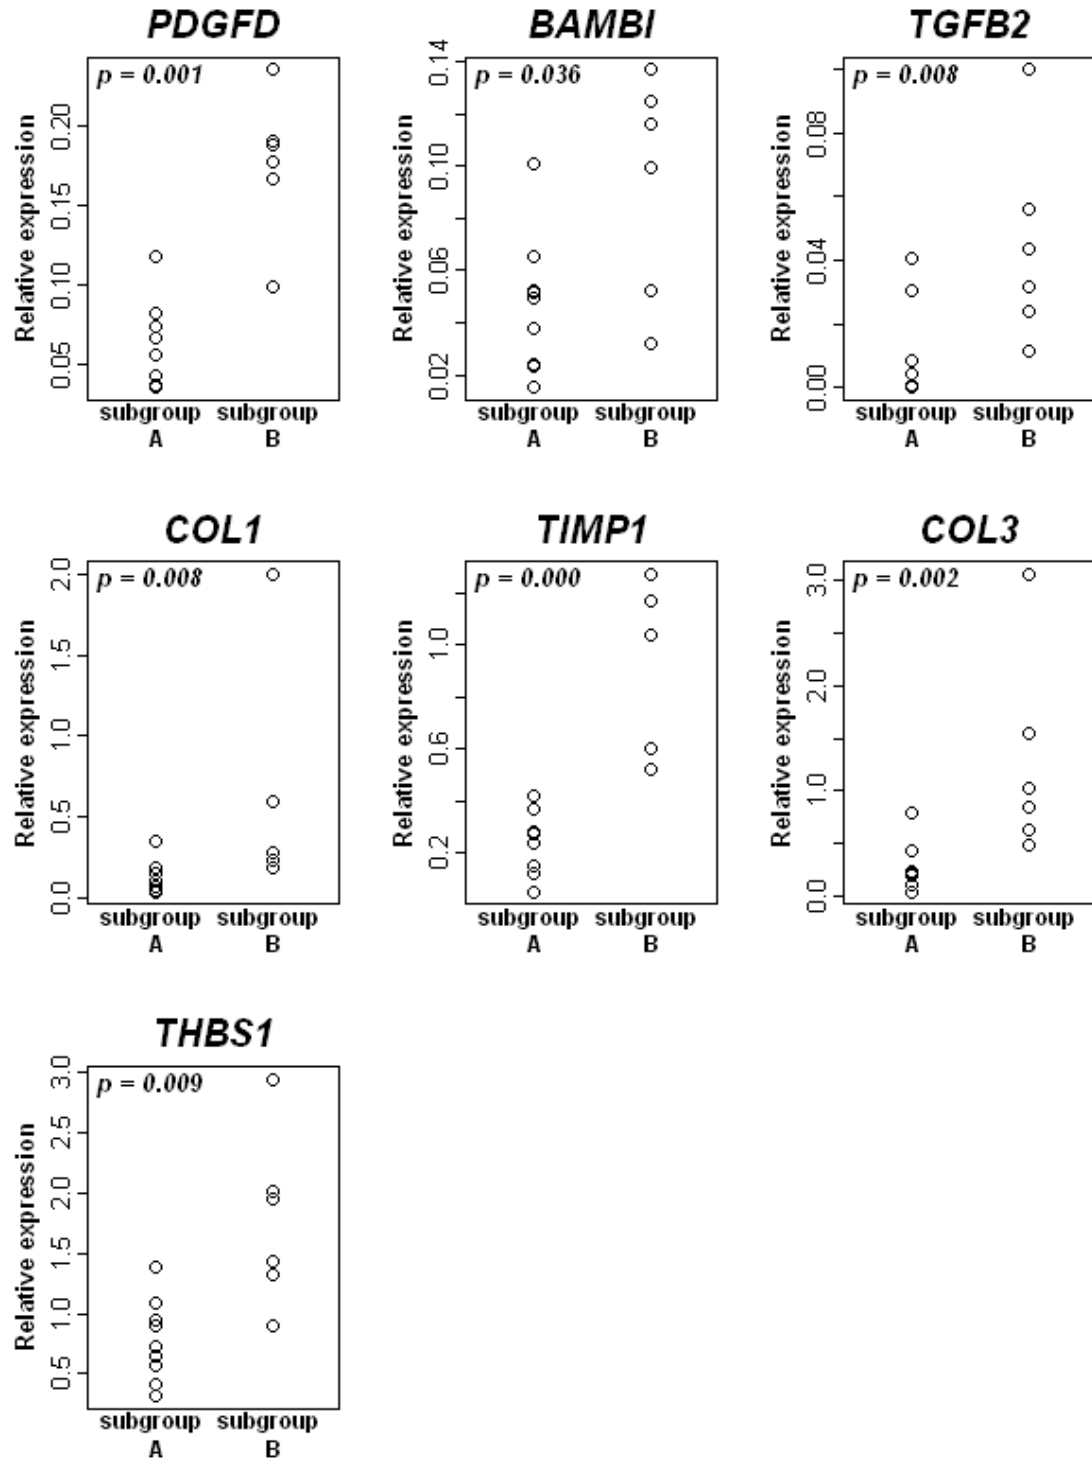 PDGFD
p = 0.001
Relative expression
0.20
0.15
0.10
0.05
subgroup A
subgroup B
BAMBI
p = 0.036
Relative expression
0.14
0.10
0.06
0.02
subgroup A
subgroup B
TGFB2
p = 0.008
Relative expression
0.08
0.04
0.00
subgroup A
subgroup B
COL1
p = 0.008
Relative expression
2.0
1.5
1.0
0.5
0.0
subgroup A
subgroup B
TIMP1
p = 0.000
Relative expression
1.0
0.6
0.2
subgroup A
subgroup B
COL3
p = 0.002
Relative expression
3.0
2.0
1.0
0.0
subgroup A
subgroup B
THBS1
p = 0.009
Relative expression
3.0
2.5
2.0
1.5
1.0
0.5
subgroup A
subgroup B